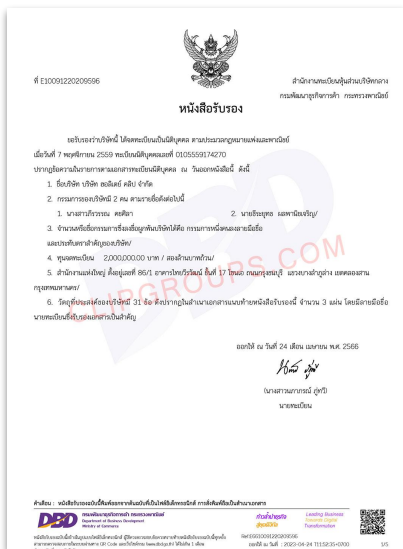 ที่ E10091220209596
สำนักงานทะเบียนหุ้นส่วนบริษัทกลาง
กรมพัฒนาธุรกิจการค้า กระทรวงพาณิชย์
หนังสือรับรอง
ขอรับรองว่าบริษัทนี้ ได้จดทะเบียนเป็นนิติบุคคล ตามประมวลกฎหมายแพ่งและพาณิชย์
เมื่อวันที่ 7 พฤศจิกายน 2559 ทะเบียนนิติบุคคลเลขที่ 0105559174270
ปรากฏข้อความในรายการตามเอกสารทะเบียนนิติบุคคล ณ วันออกหนังสือนี้ ดังนี้
1. ชื่อบริษัท บริษัท ฮอลิเดย์ คลิป จำกัด
2. กรรมการของบริษัทมี 2 คน ตามรายชื่อดังต่อไปนี้
1. นางสาวภีรวรณ 2. นายธีระยุทธ
3. จำนวนหรือชื่อกรรมการซึ่งลงชื่อผูกพันบริษัทได้คือ กรรมการหนึ่งคนลงลายมือชื่อ
และประทับตราสำคัญของบริษัท/
4. ทุนจดทะเบียน 2,000,000.00 บาท / สองล้านบาทถ้วน/
5. สำนักงานแห่งใหญ่ ตั้งอยู่เลขที่ 86/1 ชั้นที่ 17 ถนนกรุงธนบุรี แขวงบางลำภูล่าง เขตคลองสาน
กรุงเทพมหานคร/
6. วัตถุที่ประสงค์ของบริษัทมี 31 ข้อ ดังปรากฏในสำเนาเอกสารแนบท้ายหนังสือรับรองนี้ จำนวน 3 แผ่น โดยมีลายมือชื่อ
นายทะเบียนซึ่งรับรองเอกสารเป็นสำคัญ
CLIPGROUPS.COM
ออกให้ ณ วันที่ 24 เดือน เมษายน พ.ศ. 2566
นายทะเบียน
คำเตือน : หนังสือรับรองฉบับนี้พิมพ์ออกจากต้นฉบับที่เป็นไฟล์อิเล็กทรอนิกส์ การสั่งพิมพ์ถือเป็นสำเนาเอกสาร
DBD กรมพัฒนาธุรกิจการค้า กระทรวงพาณิชย์
Department of Business Development
Ministry of Commerce
Leading Business
Towards Digital
Transformation
Ref:E6610091220209596
ออกให้ ณ วันที่ : 2023-04-24 T11:52:35+0700
1/5